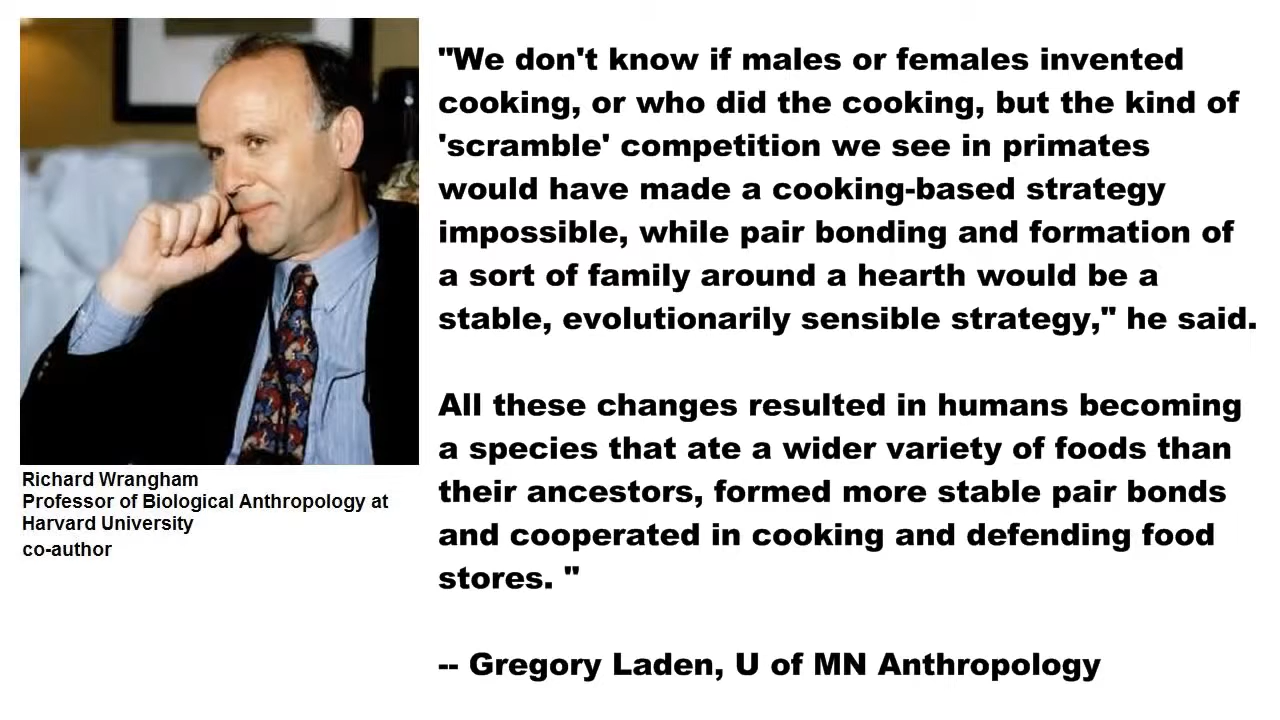 "We don't know if males or females invented
cooking, or who did the cooking, but the kind of
'scramble' competition we see in primates
would have made a cooking-based strategy
impossible, while pair bonding and formation of
a sort of family around a hearth would be a
stable, evolutionarily sensible strategy," he said.
All these changes resulted in humans becoming
a species that ate a wider variety of foods than
their ancestors, formed more stable pair bonds
and cooperated in cooking and defending food
stores. "
-- Gregory Laden, U of MN Anthropology
Richard Wrangham
Professor of Biological Anthropology at
Harvard University
co-author